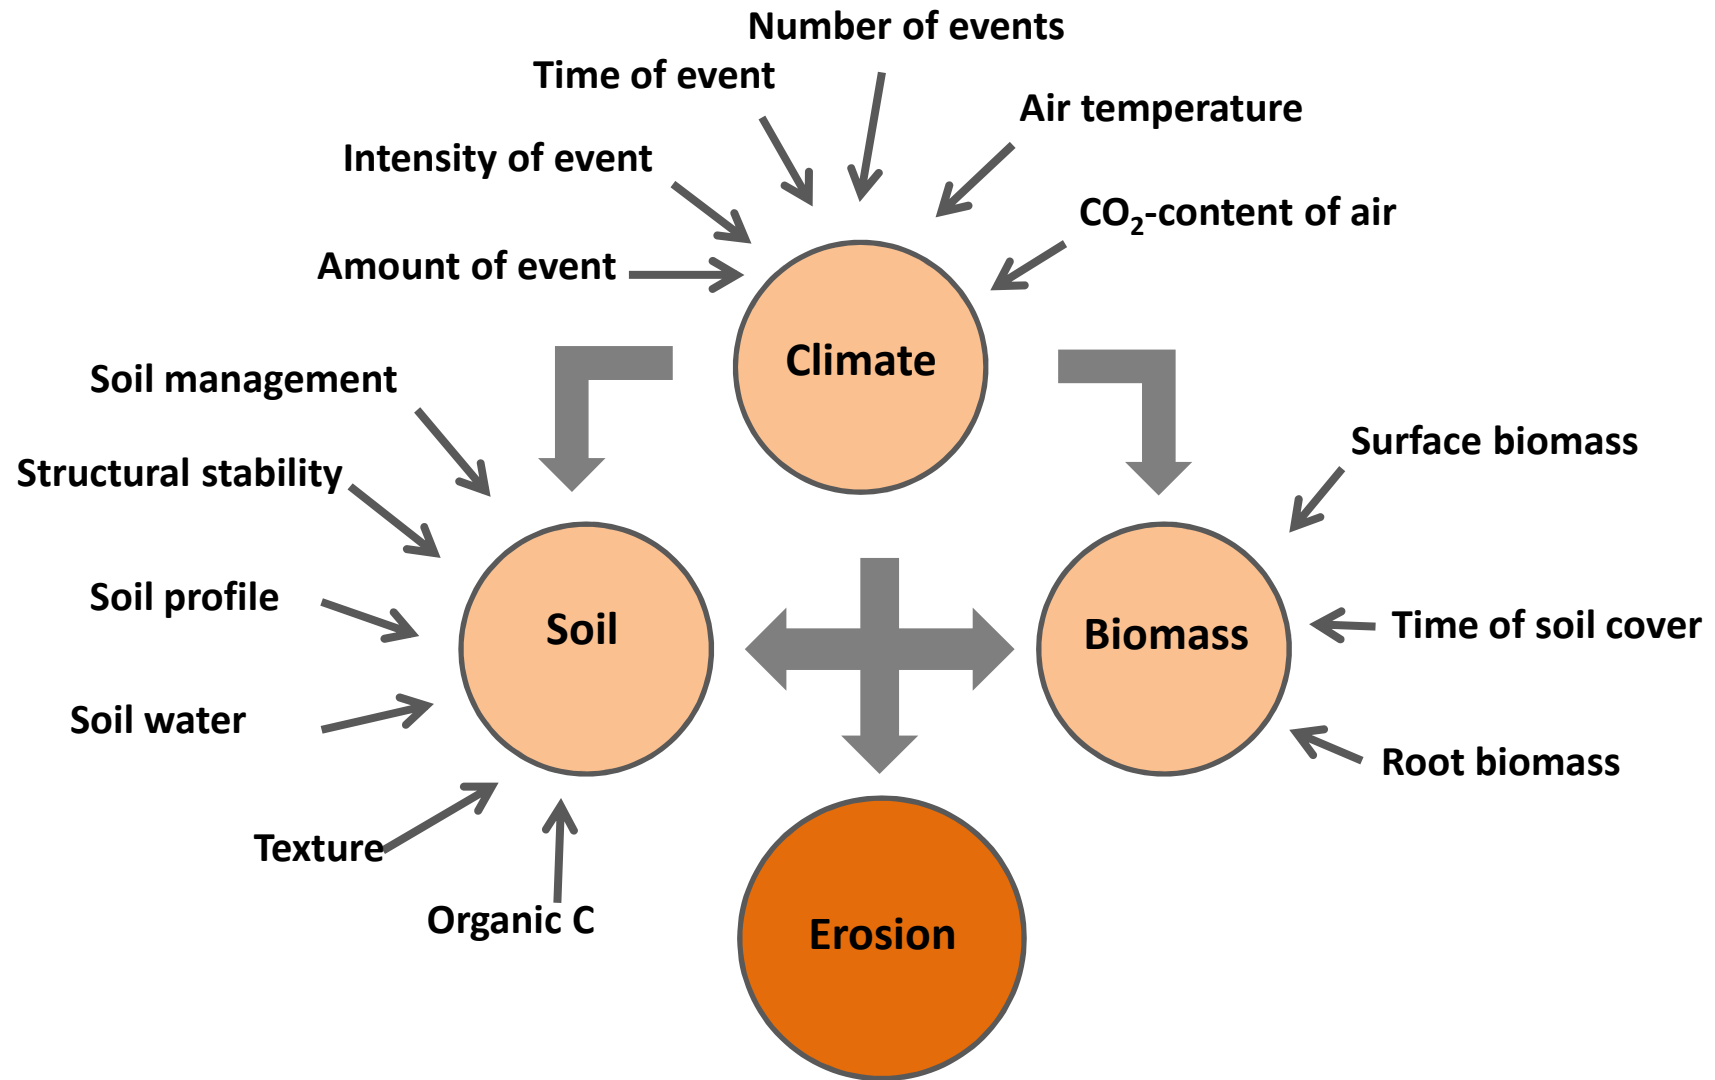 Number of events
Time of event
Air temperature
Intensity of event
CO₂-content of air
Amount of event
Climate
Soil management
Surface biomass
Structural stability
Soil profile
Soil
Biomass
Time of soil cover
Soil water
Root biomass
Texture
Organic C
Erosion